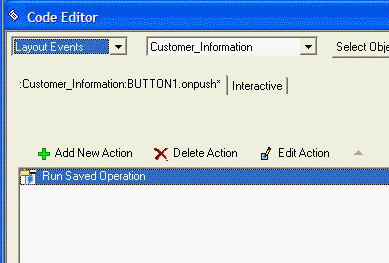 Code Editor
Layout Events Customer_Information Select Obje
:Customer_Information:BUTTON1.onpush* Interactive
Add New Action Delete Action Edit Action
Run Saved Operation